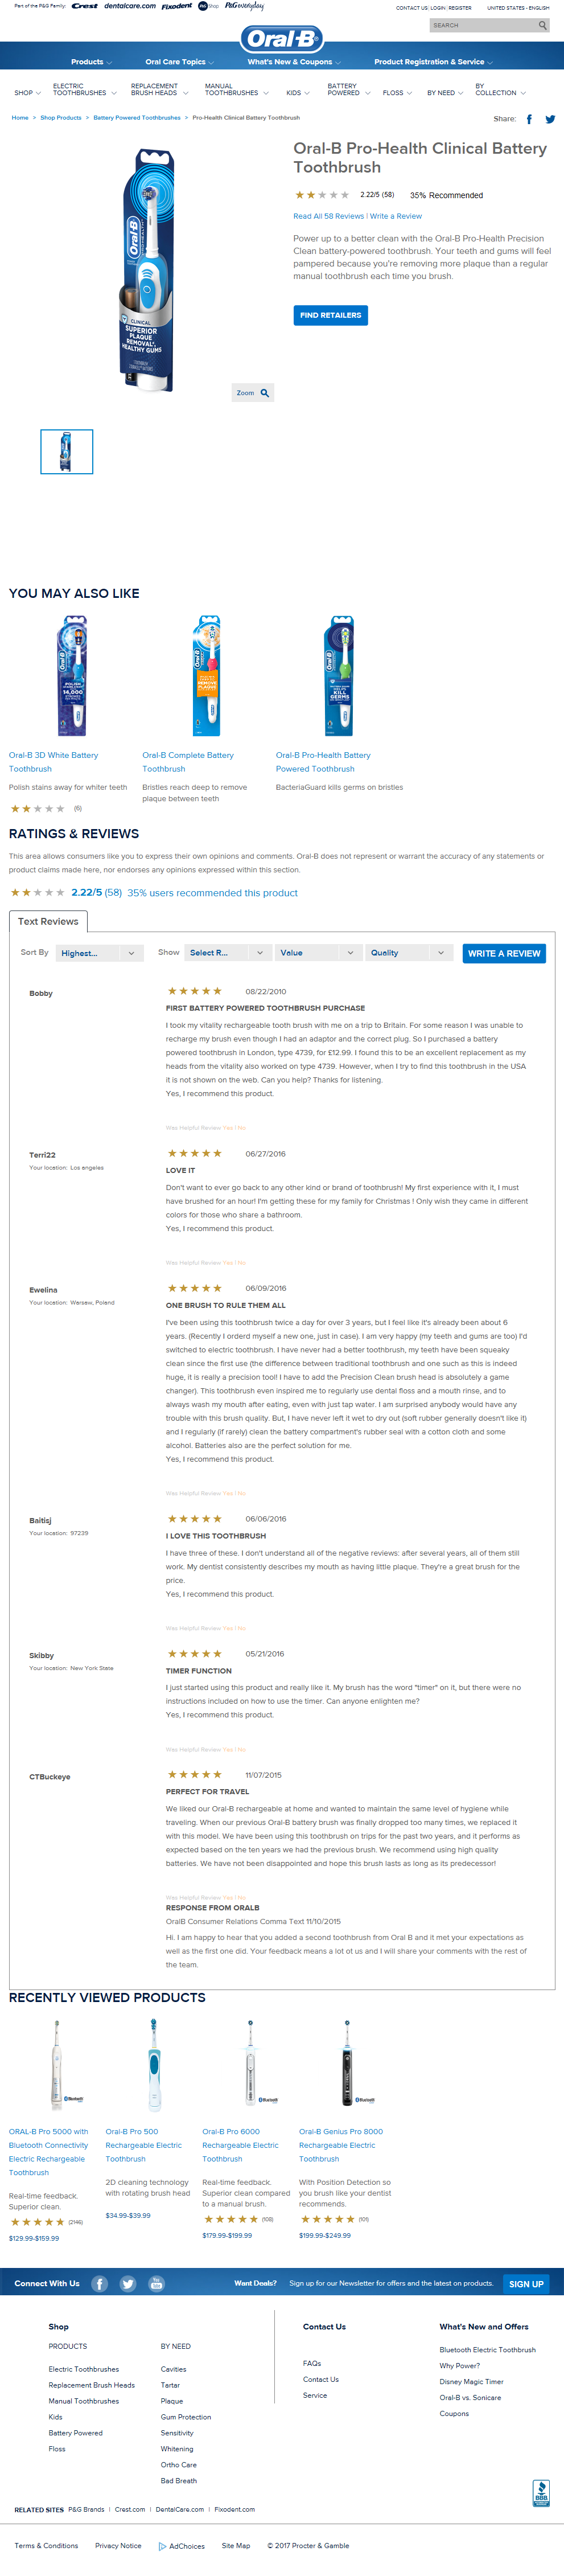 Part of the P&G Family: Crest dentalcare.com Fixodent P&G Shop P&G everyday
CONTACT US | LOGIN | REGISTER UNITED STATES - ENGLISH
SEARCH
Oral-B
Products Oral Care Topics What's New & Coupons Product Registration & Service
SHOP ELECTRIC TOOTHBRUSHES REPLACEMENT BRUSH HEADS MANUAL TOOTHBRUSHES KIDS BATTERY POWERED FLOSS BY NEED BY COLLECTION
Home > Shop Products > Battery Powered Toothbrushes > Pro-Health Clinical Battery Toothbrush
Share:
Oral-B Pro-Health Clinical Battery
Toothbrush
2.22/5 (58) 35% Recommended
Read All 58 Reviews | Write a Review
Power up to a better clean with the Oral-B Pro-Health Precision
Clean battery-powered toothbrush. Your teeth and gums will feel
pampered because you're removing more plaque than a regular
manual toothbrush each time you brush.
FIND RETAILERS
Oral-B
CLINICAL
SUPERIOR
PLAQUE
REMOVAL,
HEALTHY GUMS
Zoom
YOU MAY ALSO LIKE
Oral-B
14,000
Oral-B
REMOVE
PLAQUE
Oral-B
KILL
GERMS
Oral-B 3D White Battery
Toothbrush
Polish stains away for whiter teeth
(6)
Oral-B Complete Battery
Toothbrush
Bristles reach deep to remove
plaque between teeth
Oral-B Pro-Health Battery
Powered Toothbrush
BacteriaGuard kills germs on bristles
RATINGS & REVIEWS
This area allows consumers like you to express their own opinions and comments. Oral-B does not represent or warrant the accuracy of any statements or
product claims made here, nor endorses any opinions expressed within this section.
2.22/5 (58) 35% users recommended this product
Text Reviews
Sort By Highest... Show Select R... Value Quality WRITE A REVIEW
Bobby
08/22/2010
FIRST BATTERY POWERED TOOTHBRUSH PURCHASE
I took my vitality rechargeable tooth brush with me on a trip to Britain. For some reason I was unable to
recharge my brush even though I had an adaptor and the correct plug. So I purchased a battery
powered toothbrush in London, type 4739, for £12.99. I found this to be an excellent replacement as my
heads from the vitality also worked on type 4739. However, when I try to find this toothbrush in the USA
it is not shown on the web. Can you help? Thanks for listening.
Yes, I recommend this product.
Was Helpful Review Yes | No
Terri22
Your location: Los angeles
06/27/2016
LOVE IT
Don't want to ever go back to any other kind or brand of toothbrush! My first experience with it, I must
have brushed for an hour! I'm getting these for my family for Christmas ! Only wish they came in different
colors for those who share a bathroom.
Yes, I recommend this product.
Was Helpful Review Yes | No
Ewelina
Your location: Warsaw, Poland
06/09/2016
ONE BRUSH TO RULE THEM ALL
I've been using this toothbrush twice a day for over 3 years, but I feel like it's already been about 6
years. (Recently I orderd myself a new one, just in case). I am very happy (my teeth and gums are too) I'd
switched to electric toothbrush. I have never had a better toothbrush, my teeth have been squeaky
clean since the first use (the difference between traditional toothbrush and one such as this is indeed
huge, it is really a precision tool! I have to add the Precision Clean brush head is absolutely a game
changer). This toothbrush even inspired me to regularly use dental floss and a mouth rinse, and to
always wash my mouth after eating, even with just tap water. I am surprised anybody would have any
trouble with this brush quality. But, I have never left it wet to dry out (soft rubber generally doesn't like it)
and I regularly (if rarely) clean the battery compartment's rubber seal with a cotton cloth and some
alcohol. Batteries also are the perfect solution for me.
Yes, I recommend this product.
Was Helpful Review Yes | No
Baitisj
Your location: 97239
06/06/2016
I LOVE THIS TOOTHBRUSH
I have three of these. I don't understand all of the negative reviews: after several years, all of them still
work. My dentist consistently describes my mouth as having little plaque. They're a great brush for the
price.
Yes, I recommend this product.
Was Helpful Review Yes | No
Skibby
Your location: New York State
05/21/2016
TIMER FUNCTION
I just started using this product and really like it. My brush has the word "timer" on it, but there were no
instructions included on how to use the timer. Can anyone enlighten me?
Yes, I recommend this product.
Was Helpful Review Yes | No
CTBuckeye
11/07/2015
PERFECT FOR TRAVEL
We liked our Oral-B rechargeable at home and wanted to maintain the same level of hygiene while
traveling. When our previous Oral-B battery brush was finally dropped too many times, we replaced it
with this model. We have been using this toothbrush on trips for the past two years, and it performs as
expected based on the ten years we had the previous brush. We recommend using high quality
batteries. We have not been disappointed and hope this brush lasts as long as its predecessor!
Was Helpful Review Yes | No
RESPONSE FROM ORALB
OralB Consumer Relations Comma Text 11/10/2015
Hi. I am happy to hear that you added a second toothbrush from Oral B and it met your expectations as
well as the first one did. Your feedback means a lot ot us and I will share your comments with the rest of
the team.
RECENTLY VIEWED PRODUCTS
Bluetooth
Bluetooth
Bluetooth
ORAL-B Pro 5000 with
Bluetooth Connectivity
Electric Rechargeable
Toothbrush
Real-time feedback.
Superior clean.
(2146)
$129.99-$159.99
Oral-B Pro 500
Rechargeable Electric
Toothbrush
2D cleaning technology
with rotating brush head
$34.99-$39.99
Oral-B Pro 6000
Rechargeable Electric
Toothbrush
Real-time feedback.
Superior clean compared
to a manual brush.
(108)
$179.99-$199.99
Oral-B Genius Pro 8000
Rechargeable Electric
Toothbrush
With Position Detection so
you brush like your dentist
recommends.
(101)
$199.99-$249.99
Connect With Us You Tube Want Deals? Sign up for our Newsletter for offers and the latest on products. SIGN UP
Shop
PRODUCTS
Electric Toothbrushes
Replacement Brush Heads
Manual Toothbrushes
Kids
Battery Powered
Floss
BY NEED
Cavities
Tartar
Plaque
Gum Protection
Sensitivity
Whitening
Ortho Care
Bad Breath
Contact Us
FAQs
Contact Us
Service
What's New and Offers
Bluetooth Electric Toothbrush
Why Power?
Disney Magic Timer
Oral-B vs. Sonicare
Coupons
BBB
RELATED SITES P&G Brands | Crest.com | DentalCare.com | Fixodent.com
Terms & Conditions Privacy Notice AdChoices Site Map © 2017 Procter & Gamble